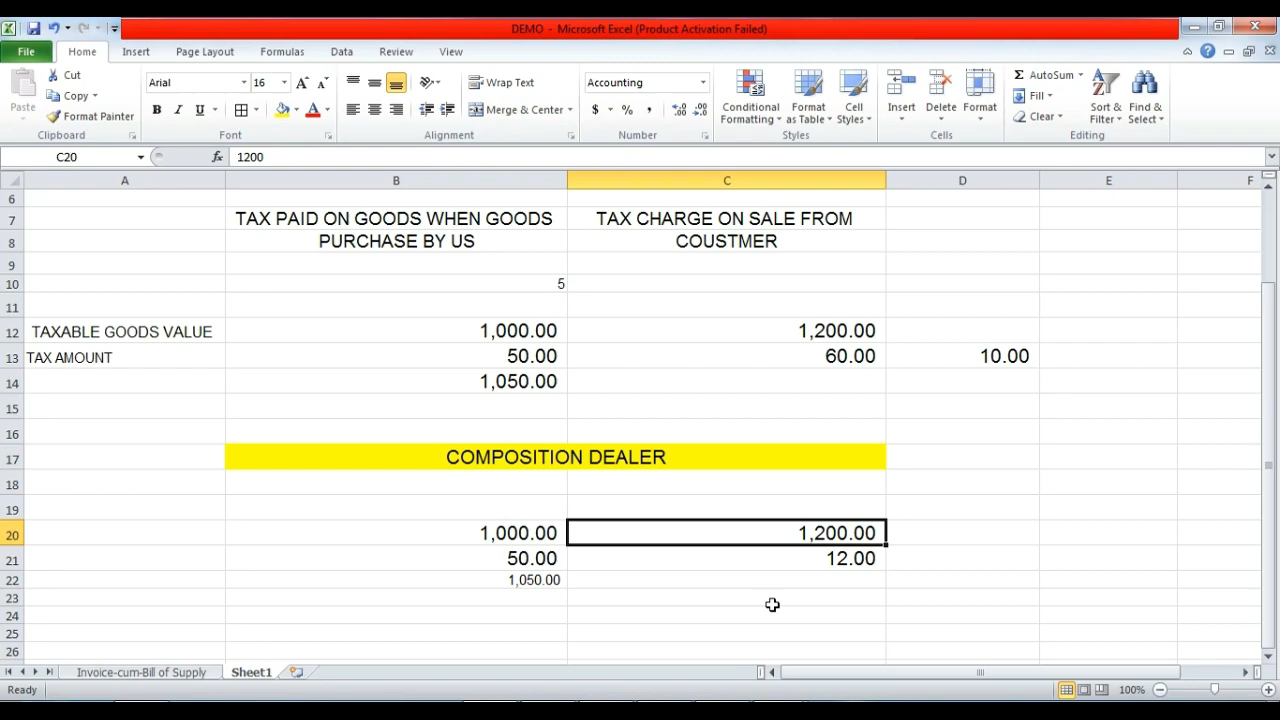 DEMO - Microsoft Excel (Product Activation Failed)
File Home Insert Page Layout Formulas Data Review View
Paste Cut Copy Format Painter
Clipboard
Arial 16 A A
B I U A
Font
Wrap Text
Merge & Center
Alignment
Accounting
$ % , .00 .00
Number
Conditional Formatting Format as Table Cell Styles
Styles
Insert Delete Format
Cells
Σ AutoSum Fill Clear Sort & Filter Find & Select
Editing
C20 fx 1200
A B C D E F
6
7 TAX PAID ON GOODS WHEN GOODS TAX CHARGE ON SALE FROM
8 PURCHASE BY US COUSTMER
9
10 5
11
12 TAXABLE GOODS VALUE 1,000.00 1,200.00
13 TAX AMOUNT 50.00 60.00 10.00
14 1,050.00
15
16
17 COMPOSITION DEALER
18
19
20 1,000.00 1,200.00
21 50.00 12.00
22 1,050.00
23
24
25
26
Invoice-cum-Bill of Supply Sheet1
Ready 100%